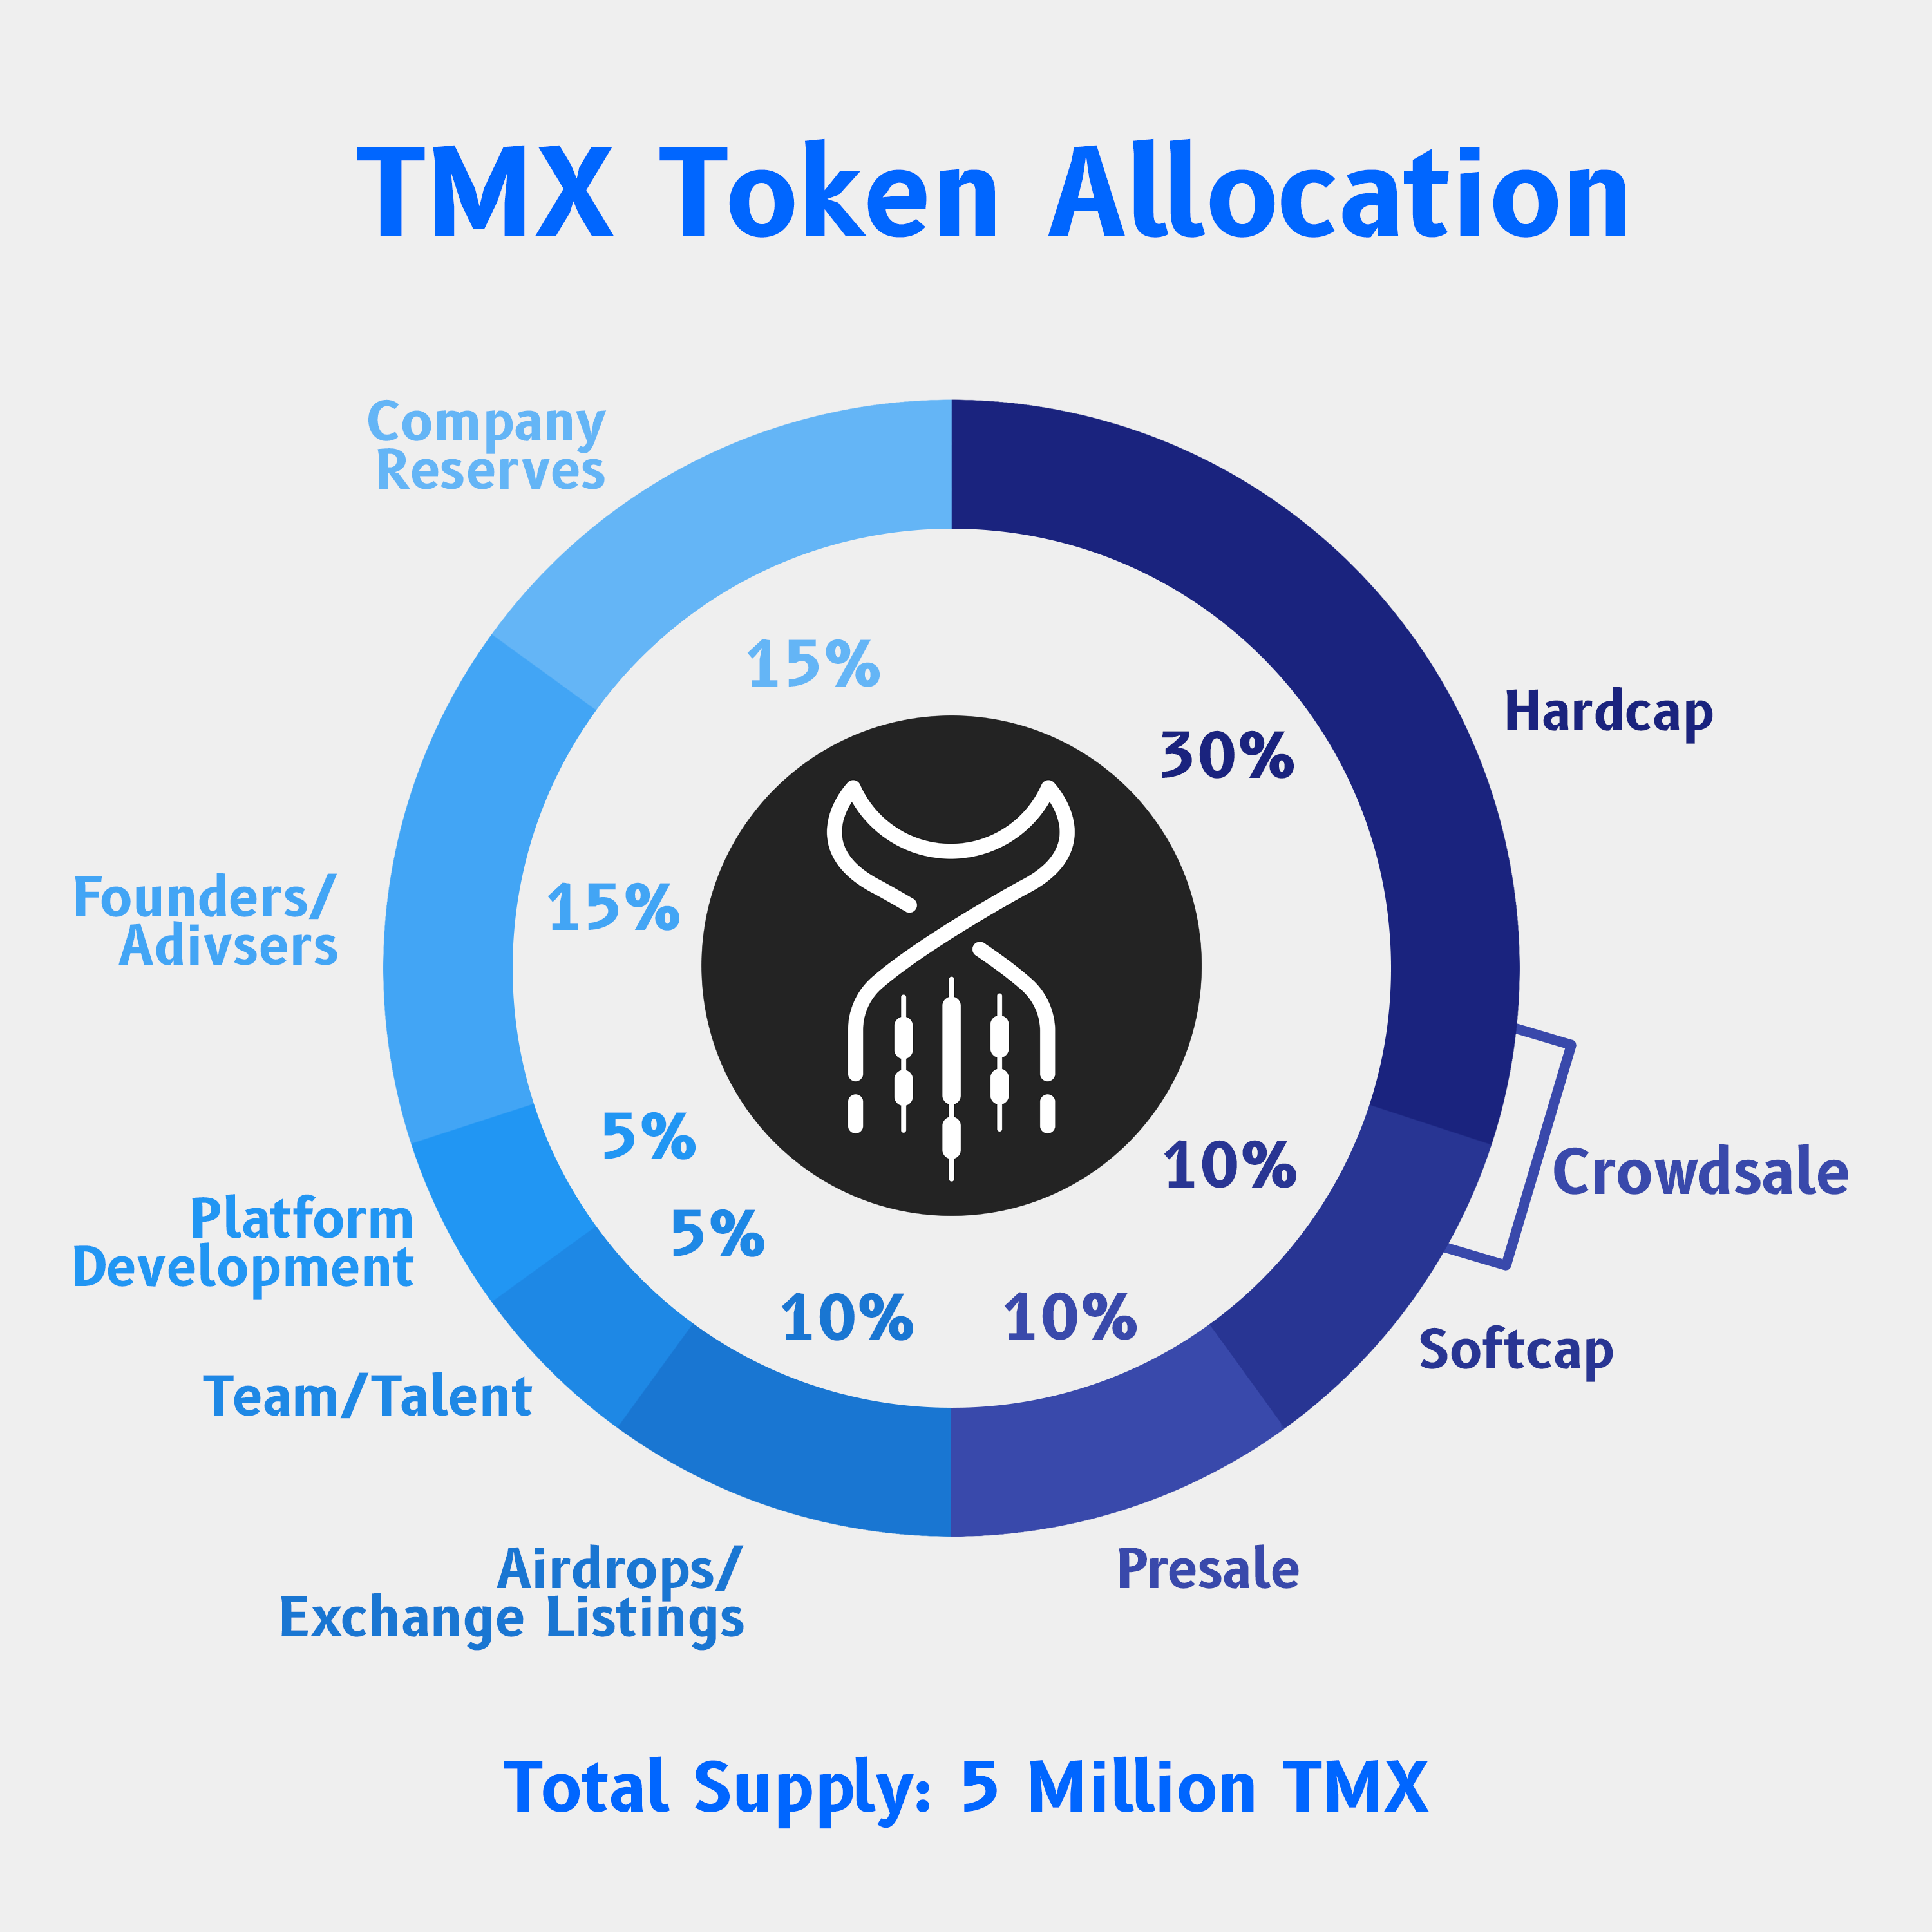 TMX Token Allocation
Company
Reserves
15%
30%
Hardcap
Founders/
Adivsers
15%
5%
10%
Crowdsale
Platform
Development
5%
10%
10%
Softcap
Team/Talent
Airdrops/
Exchange Listings
Presale
Total Supply: 5 Million TMX